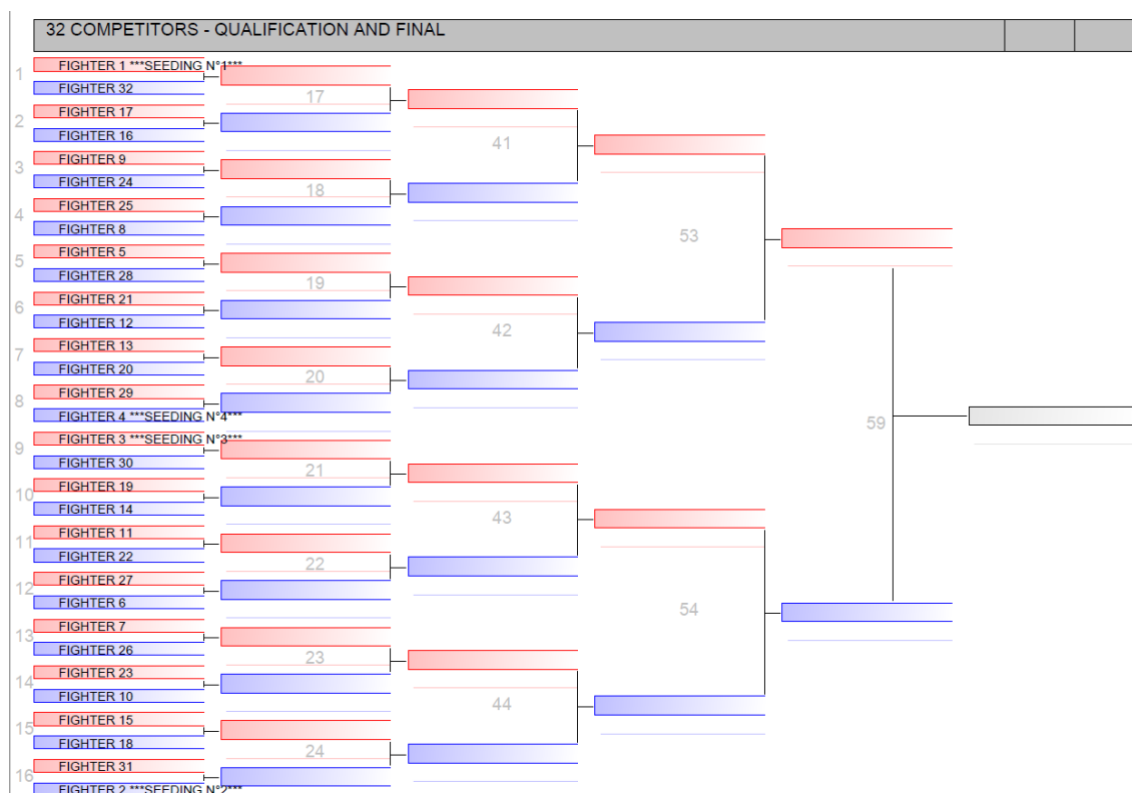 32 COMPETITORS - QUALIFICATION AND FINAL
1
FIGHTER 1 ***SEEDING N°1***
FIGHTER 32
17
2
FIGHTER 17
FIGHTER 16
41
3
FIGHTER 9
FIGHTER 24
18
4
FIGHTER 25
FIGHTER 8
53
5
FIGHTER 5
FIGHTER 28
19
6
FIGHTER 21
FIGHTER 12
42
7
FIGHTER 13
FIGHTER 20
20
8
FIGHTER 29
FIGHTER 4 ***SEEDING N°4***
59
9
FIGHTER 3 ***SEEDING N°3***
FIGHTER 30
21
10
FIGHTER 19
FIGHTER 14
43
11
FIGHTER 11
FIGHTER 22
22
12
FIGHTER 27
FIGHTER 6
54
13
FIGHTER 7
FIGHTER 26
23
14
FIGHTER 23
FIGHTER 10
44
15
FIGHTER 15
FIGHTER 18
24
16
FIGHTER 31
FIGHTER 2 ***SEEDING N°2***